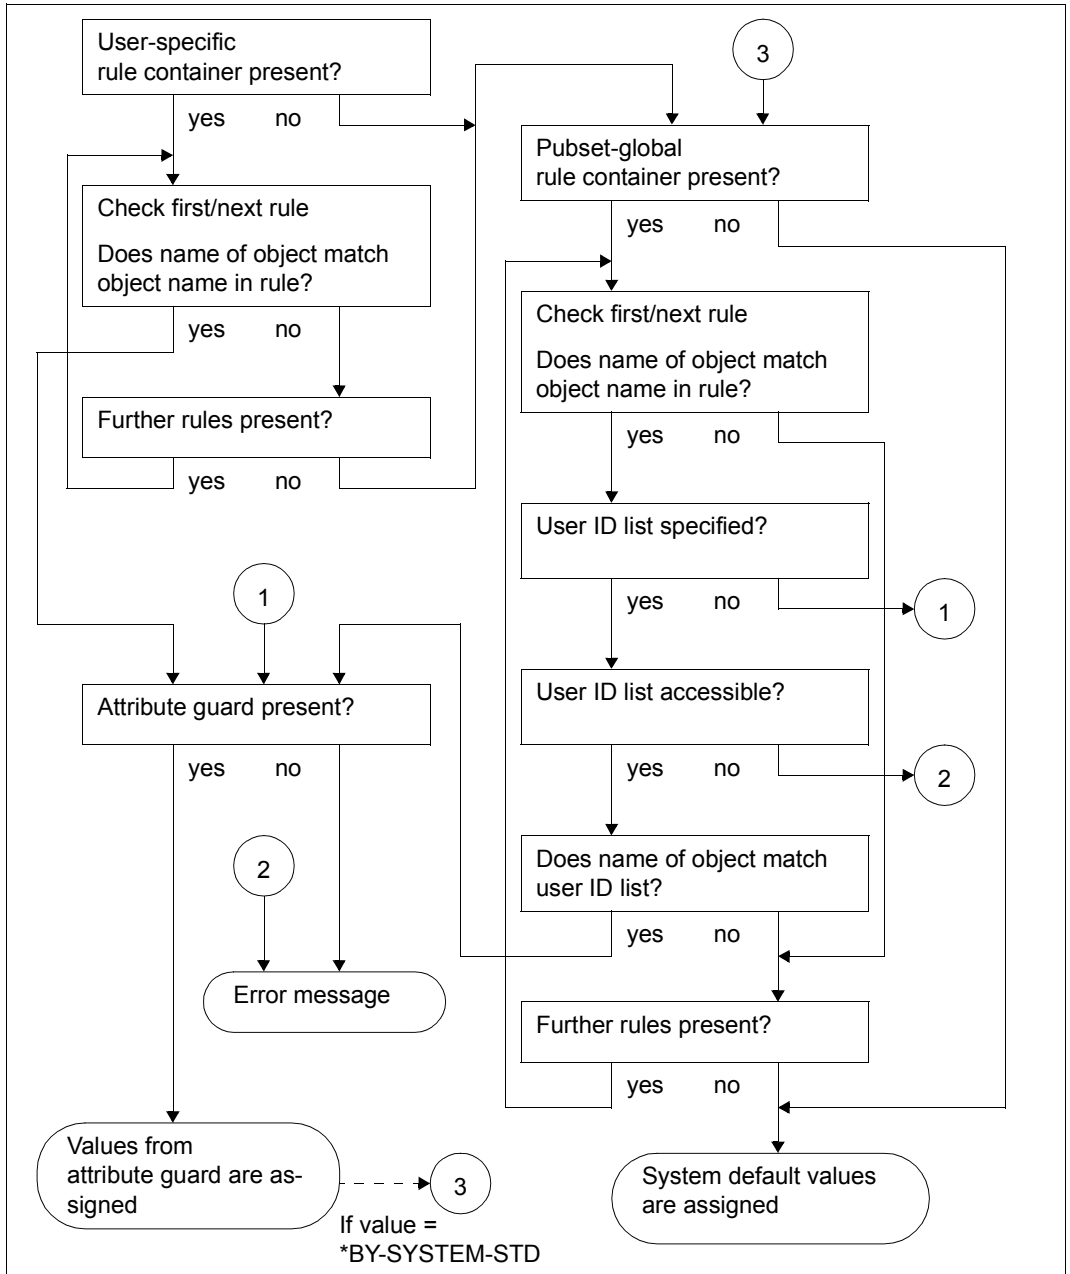 User-specific
rule container present?
yes no
Check first/next rule
Does name of object match
object name in rule?
yes no
Further rules present?
yes no
1
Attribute guard present?
yes no
2
Error message
Values from
attribute guard are as-
signed
3
If value =
*BY-SYSTEM-STD
3
Pubset-global
rule container present?
yes no
Check first/next rule
Does name of object match
object name in rule?
yes no
User ID list specified?
yes no
1
User ID list accessible?
yes no
2
Does name of object match
user ID list?
yes no
Further rules present?
yes no
System default values
are assigned